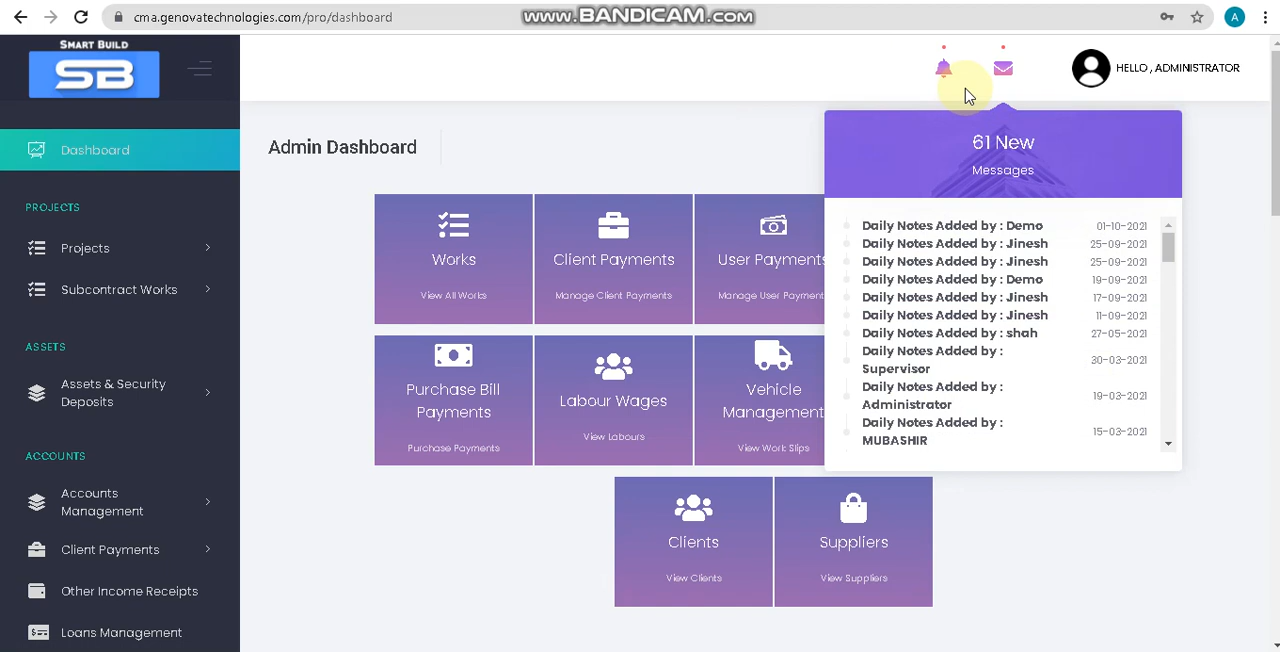 cma.genovatechnologies.com/pro/dashboard
www.BANDICAM.com
A
SMART BUILD
SB
HELLO , ADMINISTRATOR
Dashboard
PROJECTS
Projects
Subcontract Works
ASSETS
Assets & Security
Deposits
ACCOUNTS
Accounts
Management
Client Payments
Other Income Receipts
Loans Management
Admin Dashboard
Works
View All Works
Client Payments
Manage Client Payments
User Payments
Manage User Payment
Purchase Bill
Payments
Purchase Payments
Labour Wages
View Labours
Vehicle
Management
View Work Slips
Clients
View Clients
Suppliers
View Suppliers
61 New
Messages
Daily Notes Added by : Demo 01-10-2021
Daily Notes Added by : Jinesh 25-09-2021
Daily Notes Added by : Jinesh 25-09-2021
Daily Notes Added by : Demo 19-09-2021
Daily Notes Added by : Jinesh 17-09-2021
Daily Notes Added by : Jinesh 11-09-2021
Daily Notes Added by : shah 27-05-2021
Daily Notes Added by :
Supervisor 30-03-2021
Daily Notes Added by :
Administrator 19-03-2021
Daily Notes Added by :
MUBASHIR 15-03-2021